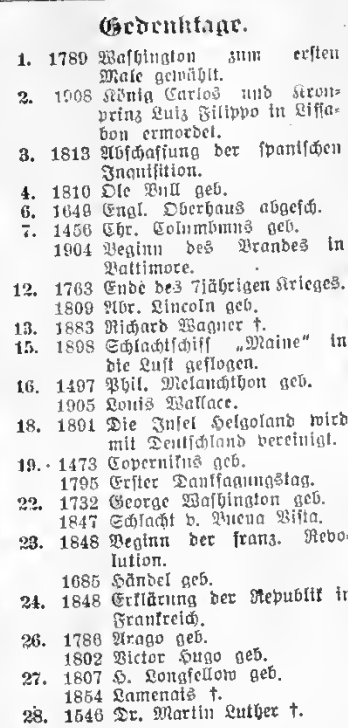 Gedenktage.
1. 1789 Washington zum ersten
Male gewählt.
2. 1908 König Carlos und Kron=
prinz Luiz Filippo in Lissa=
bon ermordet.
3. 1813 Abschaffung der spanischen
Inquisition.
4. 1810 Ole Bull geb.
6. 1649 Engl. Oberhaus abgesch.
7. 1456 Chr. Columbnus geb.
1904 Beginn des Brandes in
Baltimore.
12. 1763 Ende des 7jährigen Krieges.
1809 Abr. Lincoln geb.
13. 1883 Richard Wagner †.
15. 1898 Schlachtschiff „Maine" in
die Luft geflogen.
16. 1497 Phil. Melanchthon geb.
1905 Louis Wallace.
18. 1891 Die Insel Helgoland wird
mit Deutschland vereinigt.
19. 1473 Copernikus geb.
1795 Erster Danksagungstag.
22. 1732 George Washington geb.
1847 Schlacht v. Buena Vista.
23. 1848 Beginn der franz. Revo=
lution.
1685 Händel geb.
24. 1848 Erklärung der Republik in
Frankreich.
26. 1786 Arago geb.
1802 Victor Hugo geb.
27. 1807 H. Longfellow geb.
1854 Lamenais †.
28. 1546 Dr. Martin Luther †.